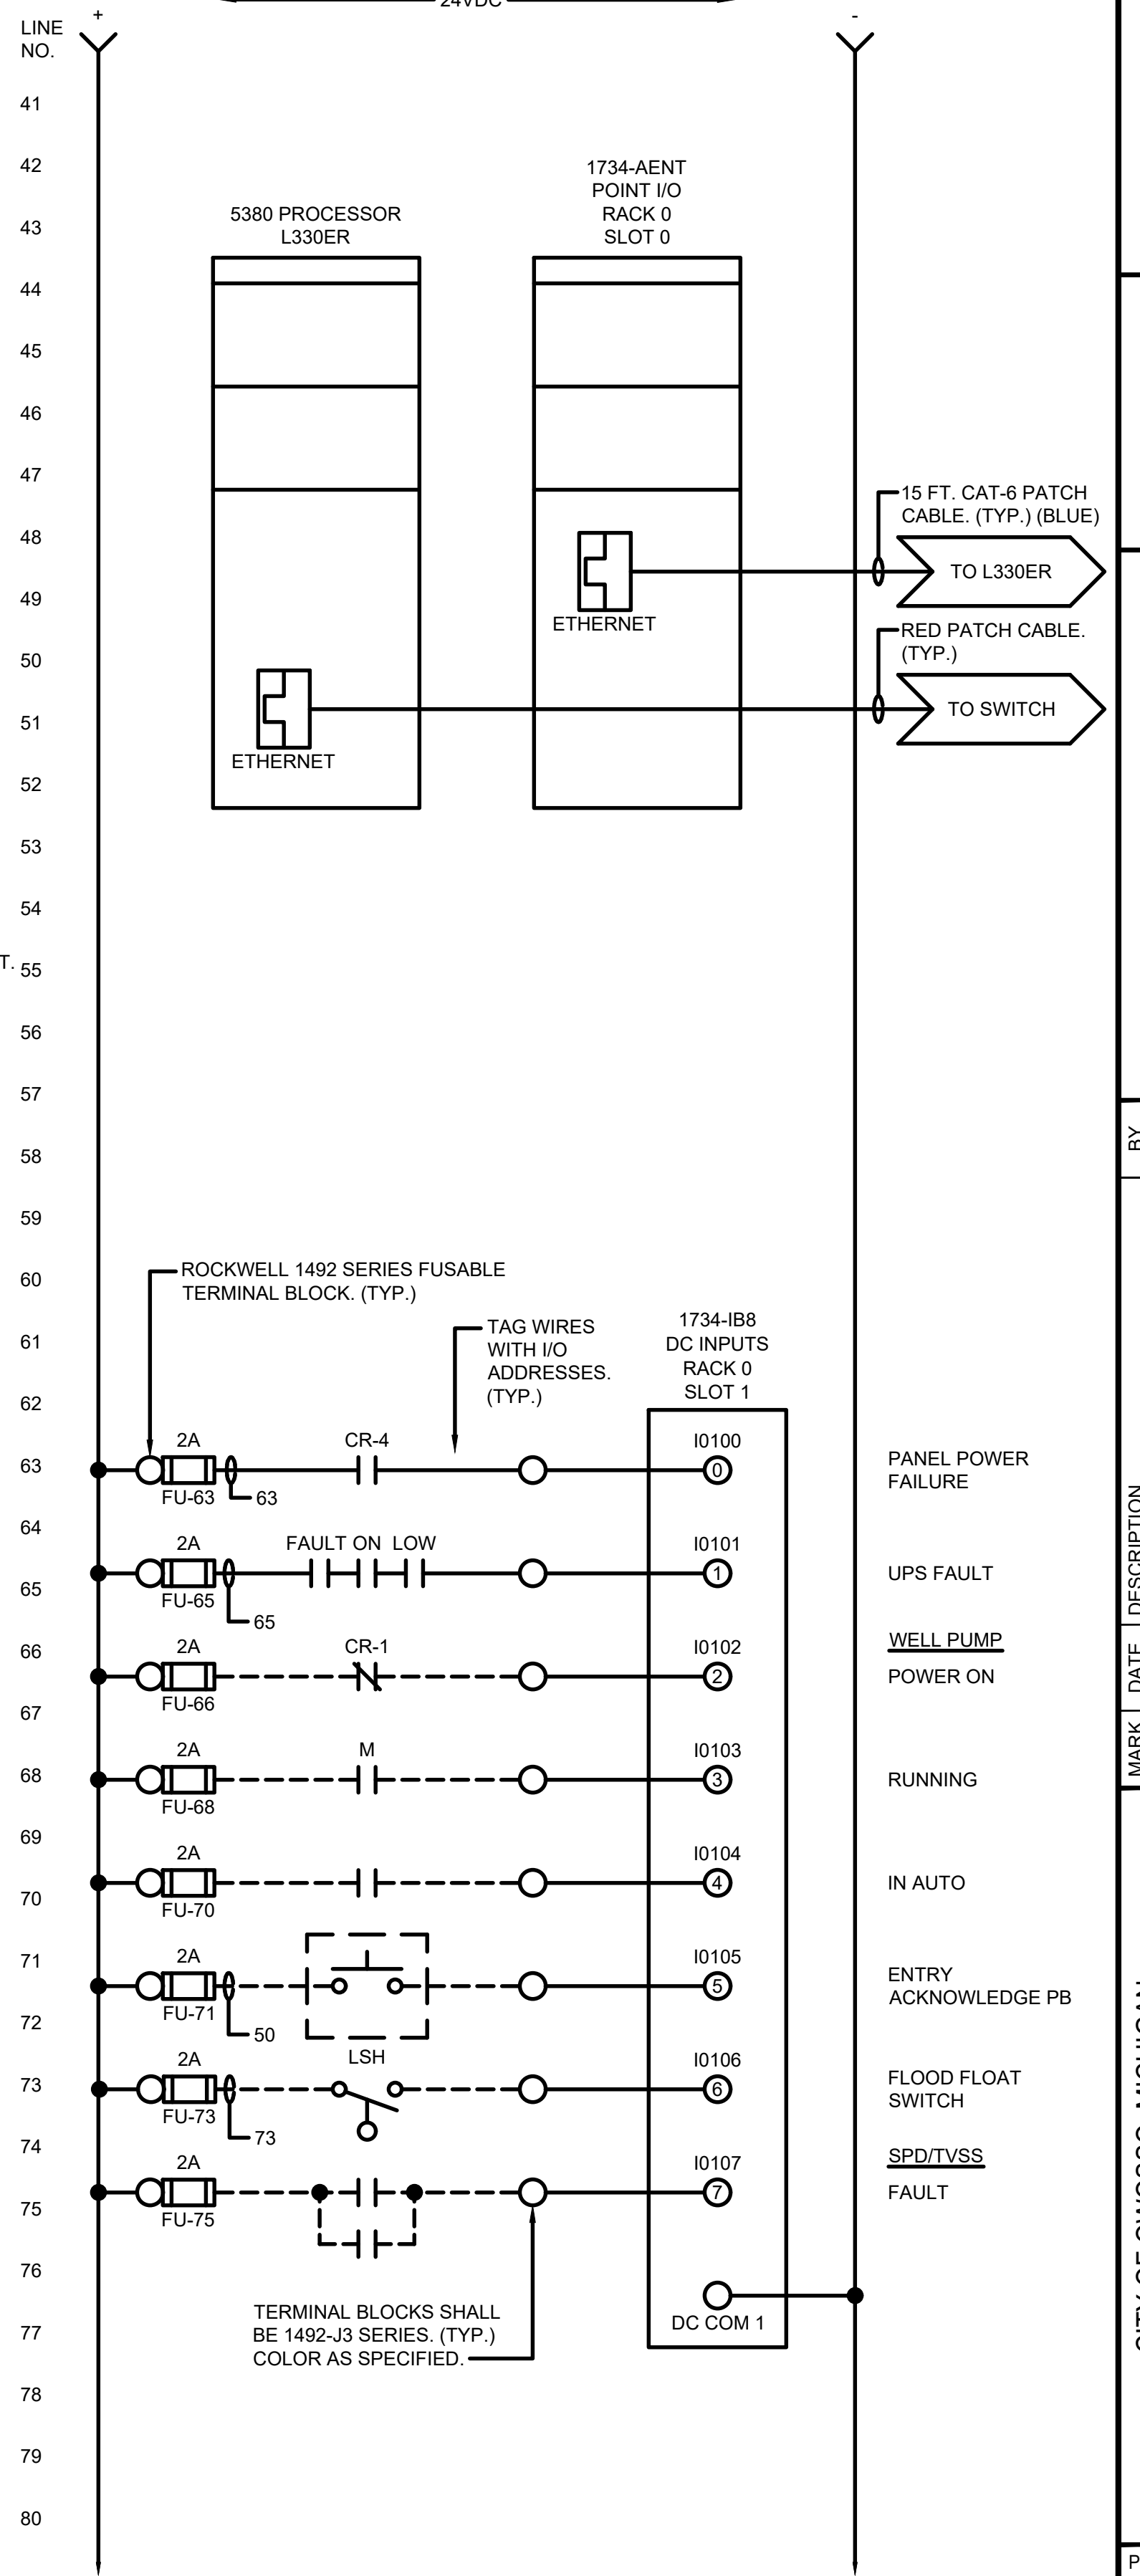 24VDC
+
-
LINE
NO.
41
42
43
44
45
46
47
48
49
50
51
52
53
54
T.
55
56
57
58
59
60
61
62
63
64
65
66
67
68
69
70
71
72
73
74
75
76
77
78
79
80
5380 PROCESSOR
L330ER
1734-AENT
POINT I/O
RACK 0
SLOT 0
ETHERNET
ETHERNET
15 FT. CAT-6 PATCH
CABLE. (TYP.) (BLUE)
TO L330ER
RED PATCH CABLE.
(TYP.)
TO SWITCH
ROCKWELL 1492 SERIES FUSABLE
TERMINAL BLOCK. (TYP.)
TAG WIRES
WITH I/O
ADDRESSES.
(TYP.)
1734-IB8
DC INPUTS
RACK 0
SLOT 1
2A
FU-63
63
CR-4
I0100
0
PANEL POWER
FAILURE
2A
FU-65
65
FAULT ON LOW
I0101
1
UPS FAULT
2A
FU-66
CR-1
I0102
2
WELL PUMP
POWER ON
2A
FU-68
M
I0103
3
RUNNING
2A
FU-70
I0104
4
IN AUTO
2A
FU-71
50
I0105
5
ENTRY
ACKNOWLEDGE PB
2A
FU-73
73
LSH
I0106
6
FLOOD FLOAT
SWITCH
2A
FU-75
I0107
7
SPD/TVSS
FAULT
DC COM 1
TERMINAL BLOCKS SHALL
BE 1492-J3 SERIES. (TYP.)
COLOR AS SPECIFIED.
BY
DESCRIPTION
DATE
MARK